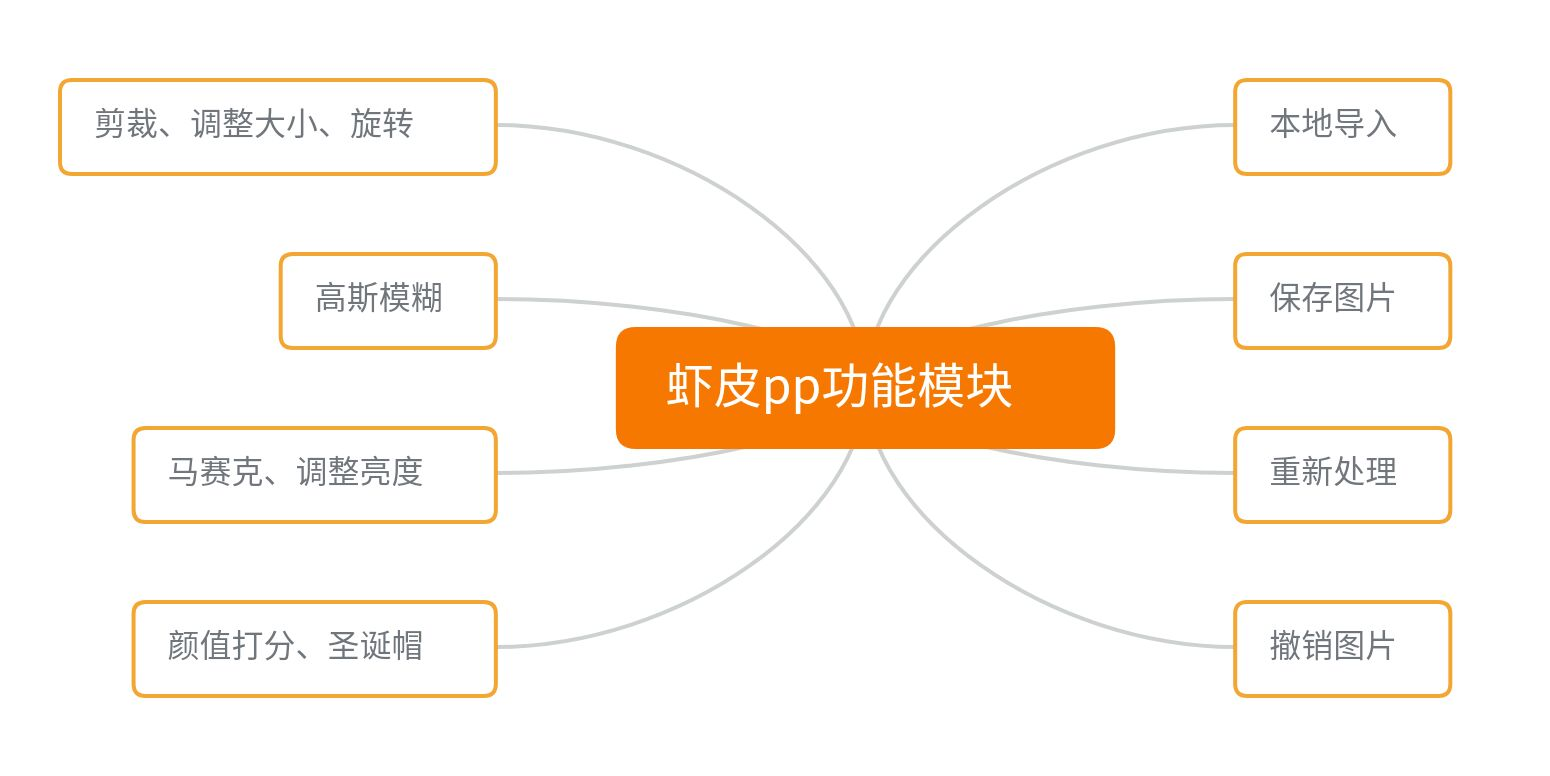 剪裁、调整大小、旋转
高斯模糊
马赛克、调整亮度
颜值打分、圣诞帽
虾皮pp功能模块
本地导入
保存图片
重新处理
撤销图片